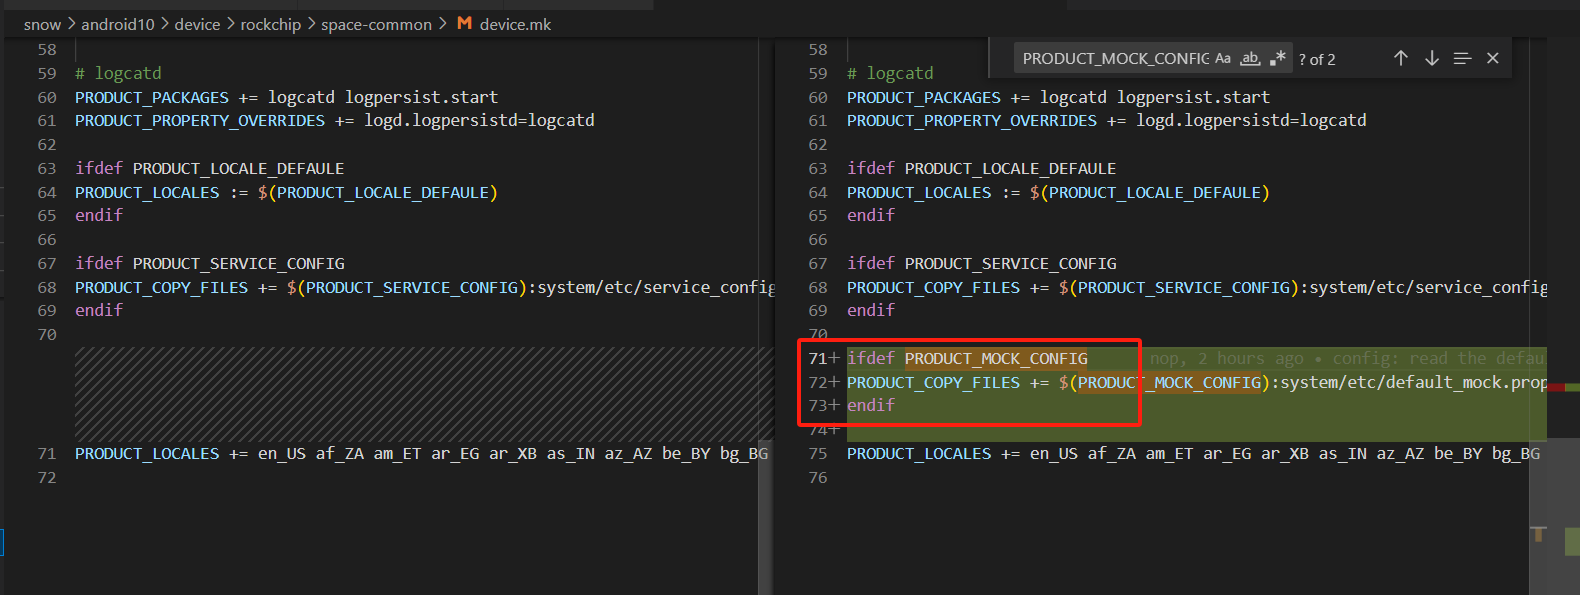 snow > android10 > device > rockchip > space-common > M device.mk
58
59 # logcatd
60 PRODUCT_PACKAGES += logcatd logpersist.start
61 PRODUCT_PROPERTY_OVERRIDES += logd.logpersistd=logcatd
62
63 ifdef PRODUCT_LOCALE_DEFAULE
64 PRODUCT_LOCALES := $(PRODUCT_LOCALE_DEFAULE)
65 endif
66
67 ifdef PRODUCT_SERVICE_CONFIG
68 PRODUCT_COPY_FILES += $(PRODUCT_SERVICE_CONFIG):system/etc/service_config
69 endif
70
71 PRODUCT_LOCALES += en_US af_ZA am_ET ar_EG ar_XB as_IN az_AZ be_BY bg_BG
72
PRODUCT_MOCK_CONFIG Aa ab .* ? of 2
58
59 # logcatd
60 PRODUCT_PACKAGES += logcatd logpersist.start
61 PRODUCT_PROPERTY_OVERRIDES += logd.logpersistd=logcatd
62
63 ifdef PRODUCT_LOCALE_DEFAULE
64 PRODUCT_LOCALES := $(PRODUCT_LOCALE_DEFAULE)
65 endif
66
67 ifdef PRODUCT_SERVICE_CONFIG
68 PRODUCT_COPY_FILES += $(PRODUCT_SERVICE_CONFIG):system/etc/service_config
69 endif
70
71+ ifdef PRODUCT_MOCK_CONFIG nop, 2 hours ago • config: read the defau
72+ PRODUCT_COPY_FILES += $(PRODUCT_MOCK_CONFIG):system/etc/default_mock.prop
73+ endif
74+
75 PRODUCT_LOCALES += en_US af_ZA am_ET ar_EG ar_XB as_IN az_AZ be_BY bg_BG
76